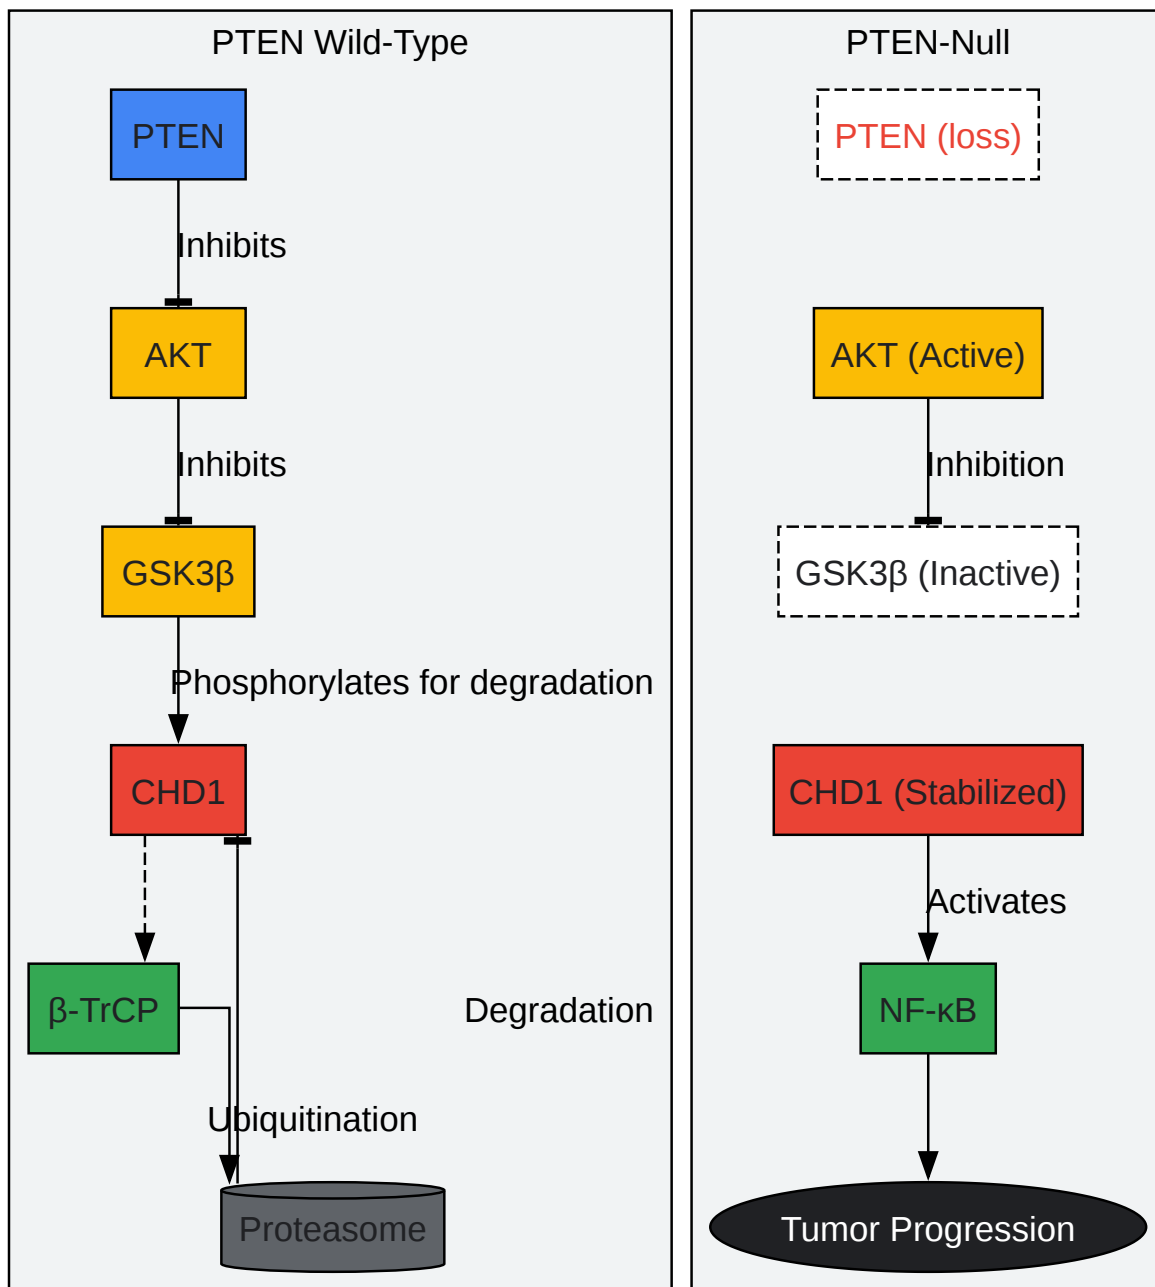 PTEN Wild-Type
PTEN
Inhibits
AKT
Inhibits
GSK3β
Phosphorylates for degradation
CHD1
β-TrCP
Degradation
Ubiquitination
Proteasome
PTEN-Null
PTEN (loss)
AKT (Active)
Inhibition
GSK3β (Inactive)
CHD1 (Stabilized)
Activates
NF-κB
Tumor Progression